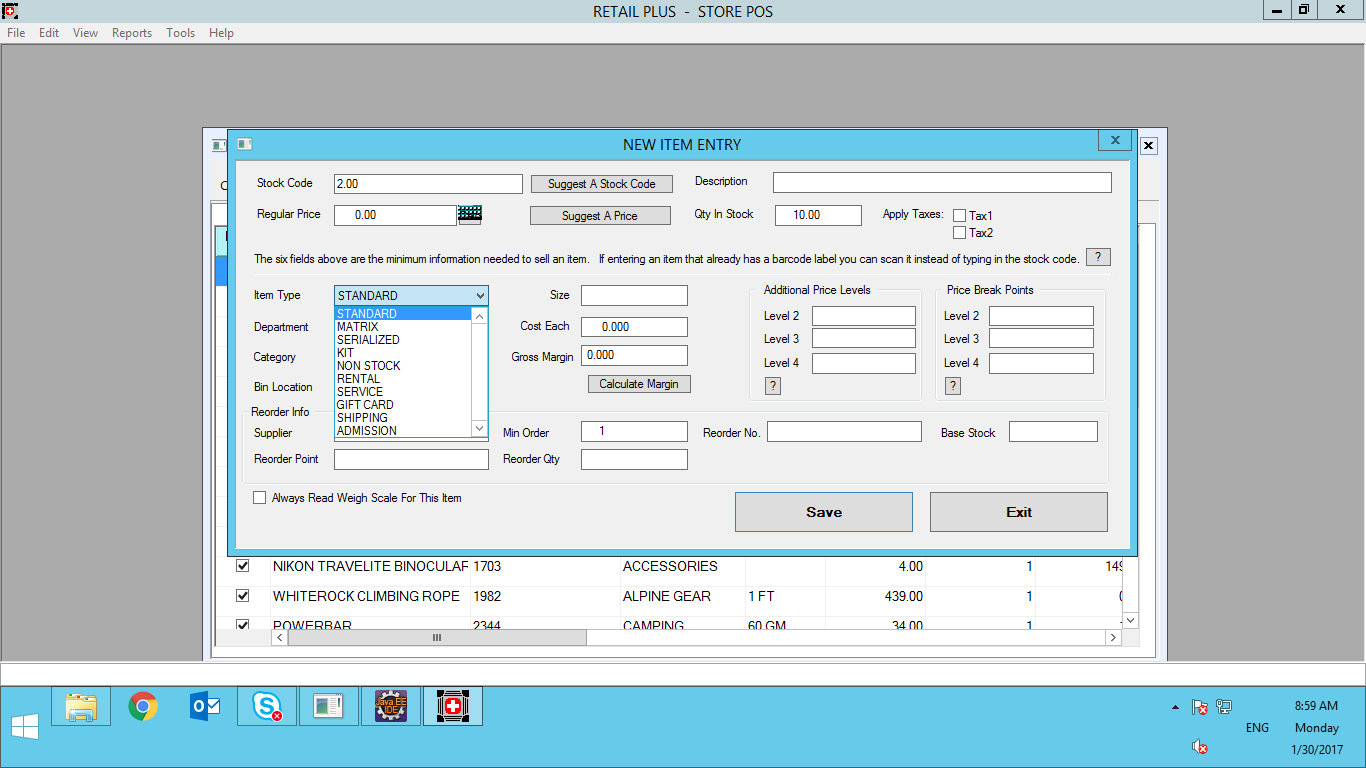 RETAIL PLUS - STORE POS
File Edit View Reports Tools Help
NEW ITEM ENTRY
Stock Code 2.00 Suggest A Stock Code Description
Regular Price 0.00 Suggest A Price Qty In Stock 10.00 Apply Taxes: Tax1
Tax2
The six fields above are the minimum information needed to sell an item. If entering an item that already has a barcode label you can scan it instead of typing in the stock code. ?
Item Type STANDARD Size Additional Price Levels Price Break Points
STANDARD
MATRIX
SERIALIZED
KIT
NON STOCK
RENTAL
SERVICE
GIFT CARD
SHIPPING
ADMISSION
Department Cost Each 0.000 Level 2 Level 2
Category Gross Margin 0.000 Level 3 Level 3
Bin Location Calculate Margin Level 4 Level 4
? ?
Reorder Info
Supplier Min Order 1 Reorder No. Base Stock
Reorder Point Reorder Qty
Always Read Weigh Scale For This Item Save Exit
NIKON TRAVELITE BINOCULAR 1703 ACCESSORIES 4.00 1 149
WHITEROCK CLIMBING ROPE 1982 ALPINE GEAR 1 FT 439.00 1
POWERBAR 2344 CAMPING 60 GM 34.00 1
Java EE
IDE
8:59 AM
ENG Monday
1/30/2017